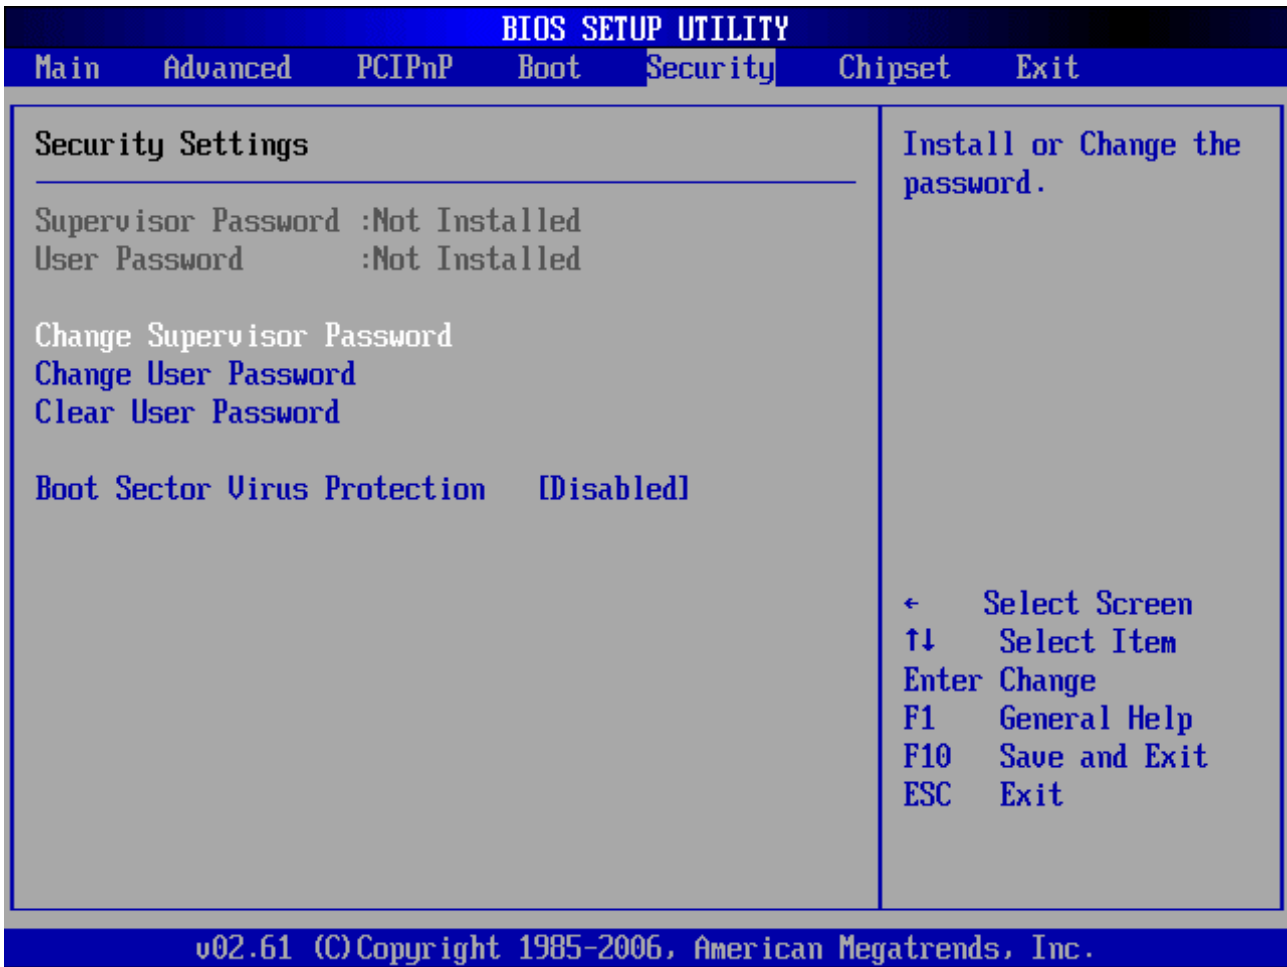 BIOS SETUP UTILITY
Main Advanced PCIPnP Boot Security Chipset Exit
Security Settings
Supervisor Password :Not Installed
User Password :Not Installed
Change Supervisor Password
Change User Password
Clear User Password
Boot Sector Virus Protection [Disabled]
Install or Change the
password.
← Select Screen
↑↓ Select Item
Enter Change
F1 General Help
F10 Save and Exit
ESC Exit
v02.61 (C)Copyright 1985-2006, American Megatrends, Inc.